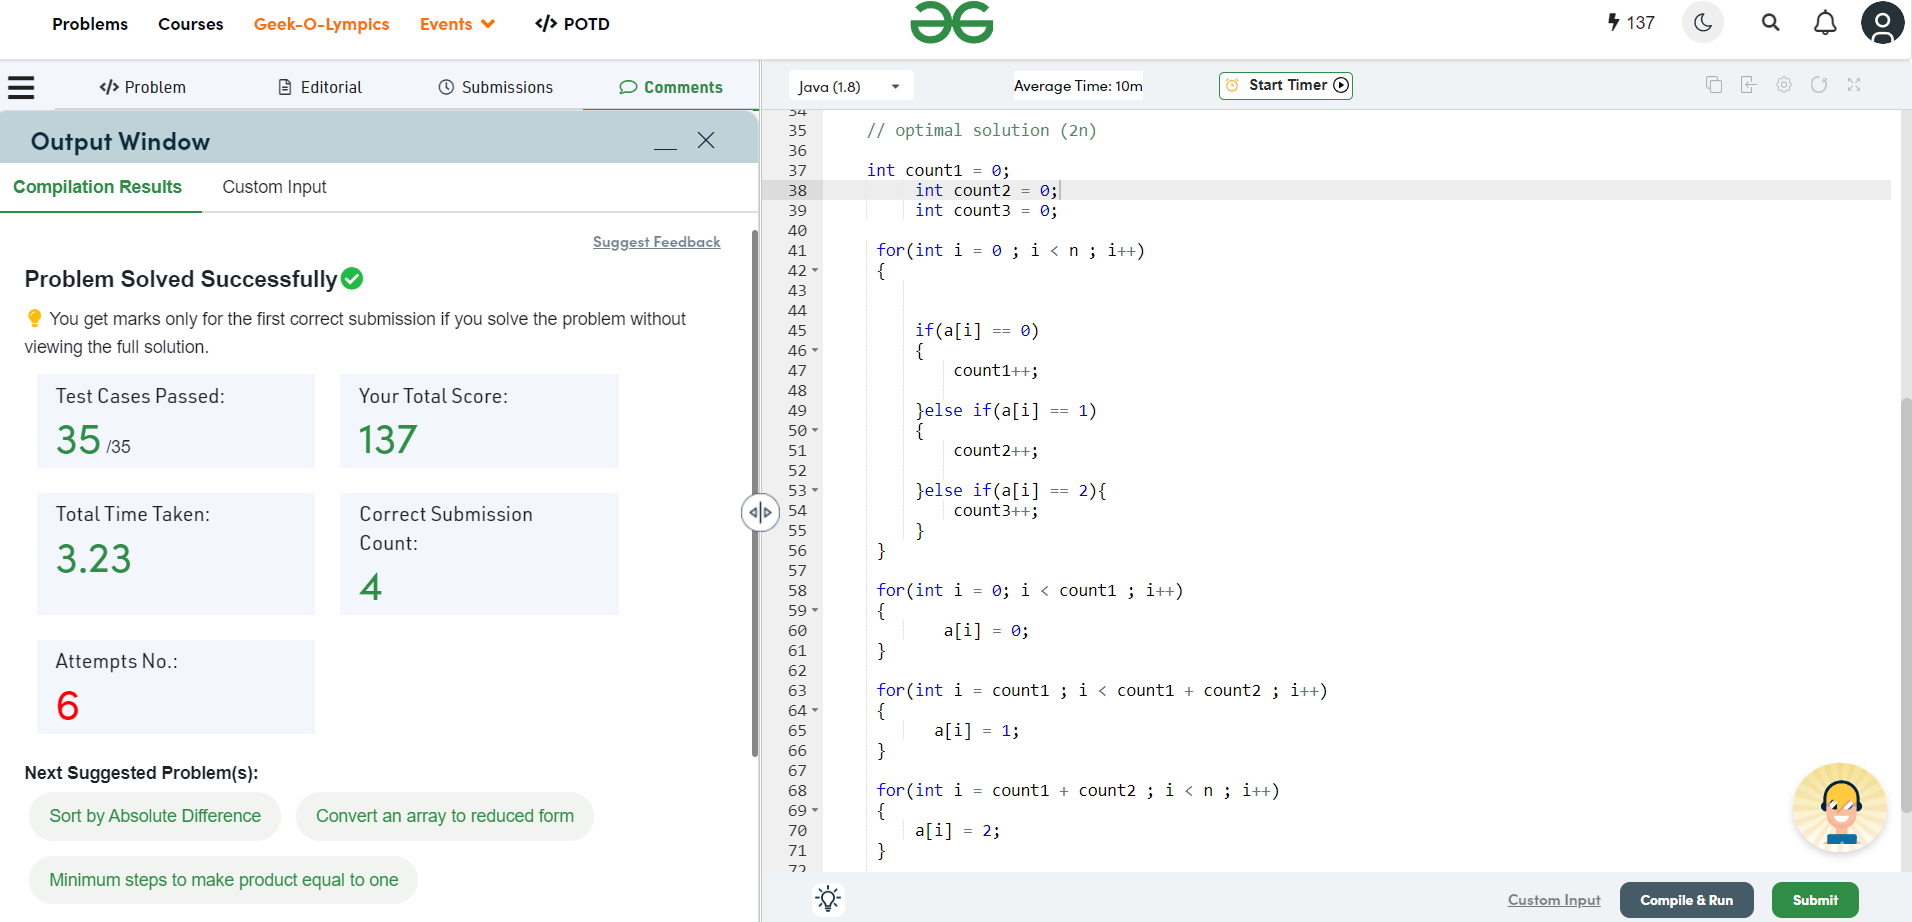 Problems Courses Geek-O-Lympics Events </> POTD 137
</> Problem Editorial Submissions Comments
Output Window
Compilation Results Custom Input
Suggest Feedback
Problem Solved Successfully
You get marks only for the first correct submission if you solve the problem without
viewing the full solution.
Test Cases Passed:
35 /35
Your Total Score:
137
Total Time Taken:
3.23
Correct Submission
Count:
4
Attempts No.:
6
Next Suggested Problem(s):
Sort by Absolute Difference
Convert an array to reduced form
Minimum steps to make product equal to one
Java (1.8) Average Time: 10m Start Timer
34
35 // optimal solution (2n)
36
37 int count1 = 0;
38 int count2 = 0;
39 int count3 = 0;
40
41 for(int i = 0 ; i < n ; i++)
42 {
43
44
45 if(a[i] == 0)
46 {
47 count1++;
48
49 }else if(a[i] == 1)
50 {
51 count2++;
52
53 }else if(a[i] == 2){
54 count3++;
55 }
56 }
57
58 for(int i = 0; i < count1 ; i++)
59 {
60 a[i] = 0;
61 }
62
63 for(int i = count1 ; i < count1 + count2 ; i++)
64 {
65 a[i] = 1;
66 }
67
68 for(int i = count1 + count2 ; i < n ; i++)
69 {
70 a[i] = 2;
71 }
72
Custom Input Compile & Run Submit